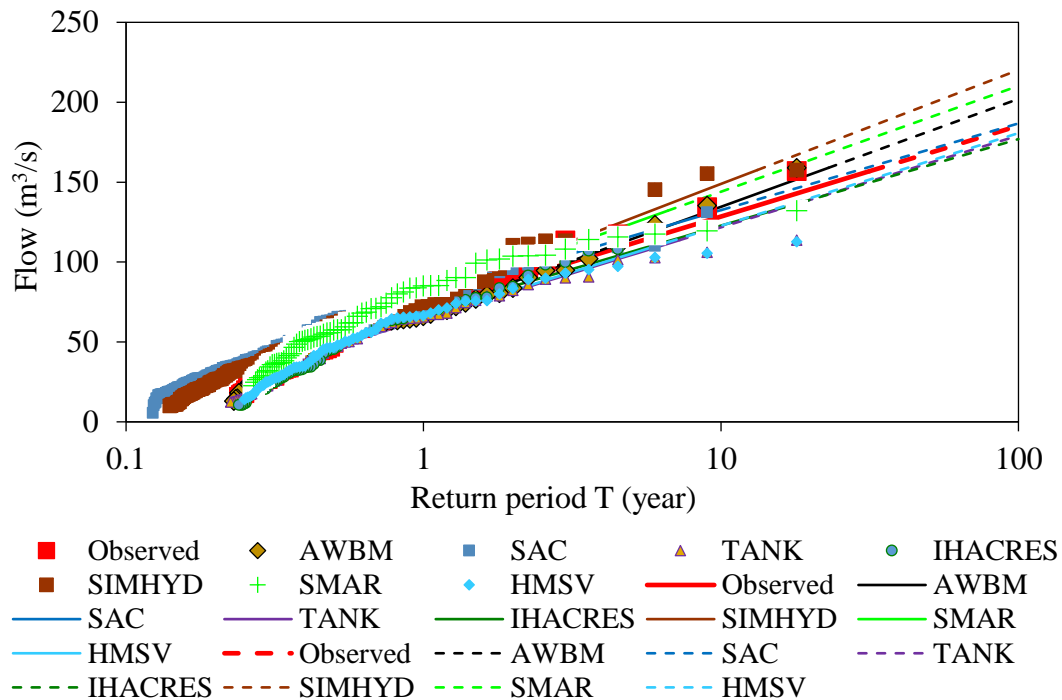 250
200
150
100
50
0
Flow (m³/s)
0.1 1 10 100
Return period T (year)
Observed AWBM SAC TANK IHACRES
SIMHYD SMAR HMSV Observed AWBM
SAC TANK IHACRES SIMHYD SMAR
HMSV Observed AWBM SAC TANK
IHACRES SIMHYD SMAR HMSV